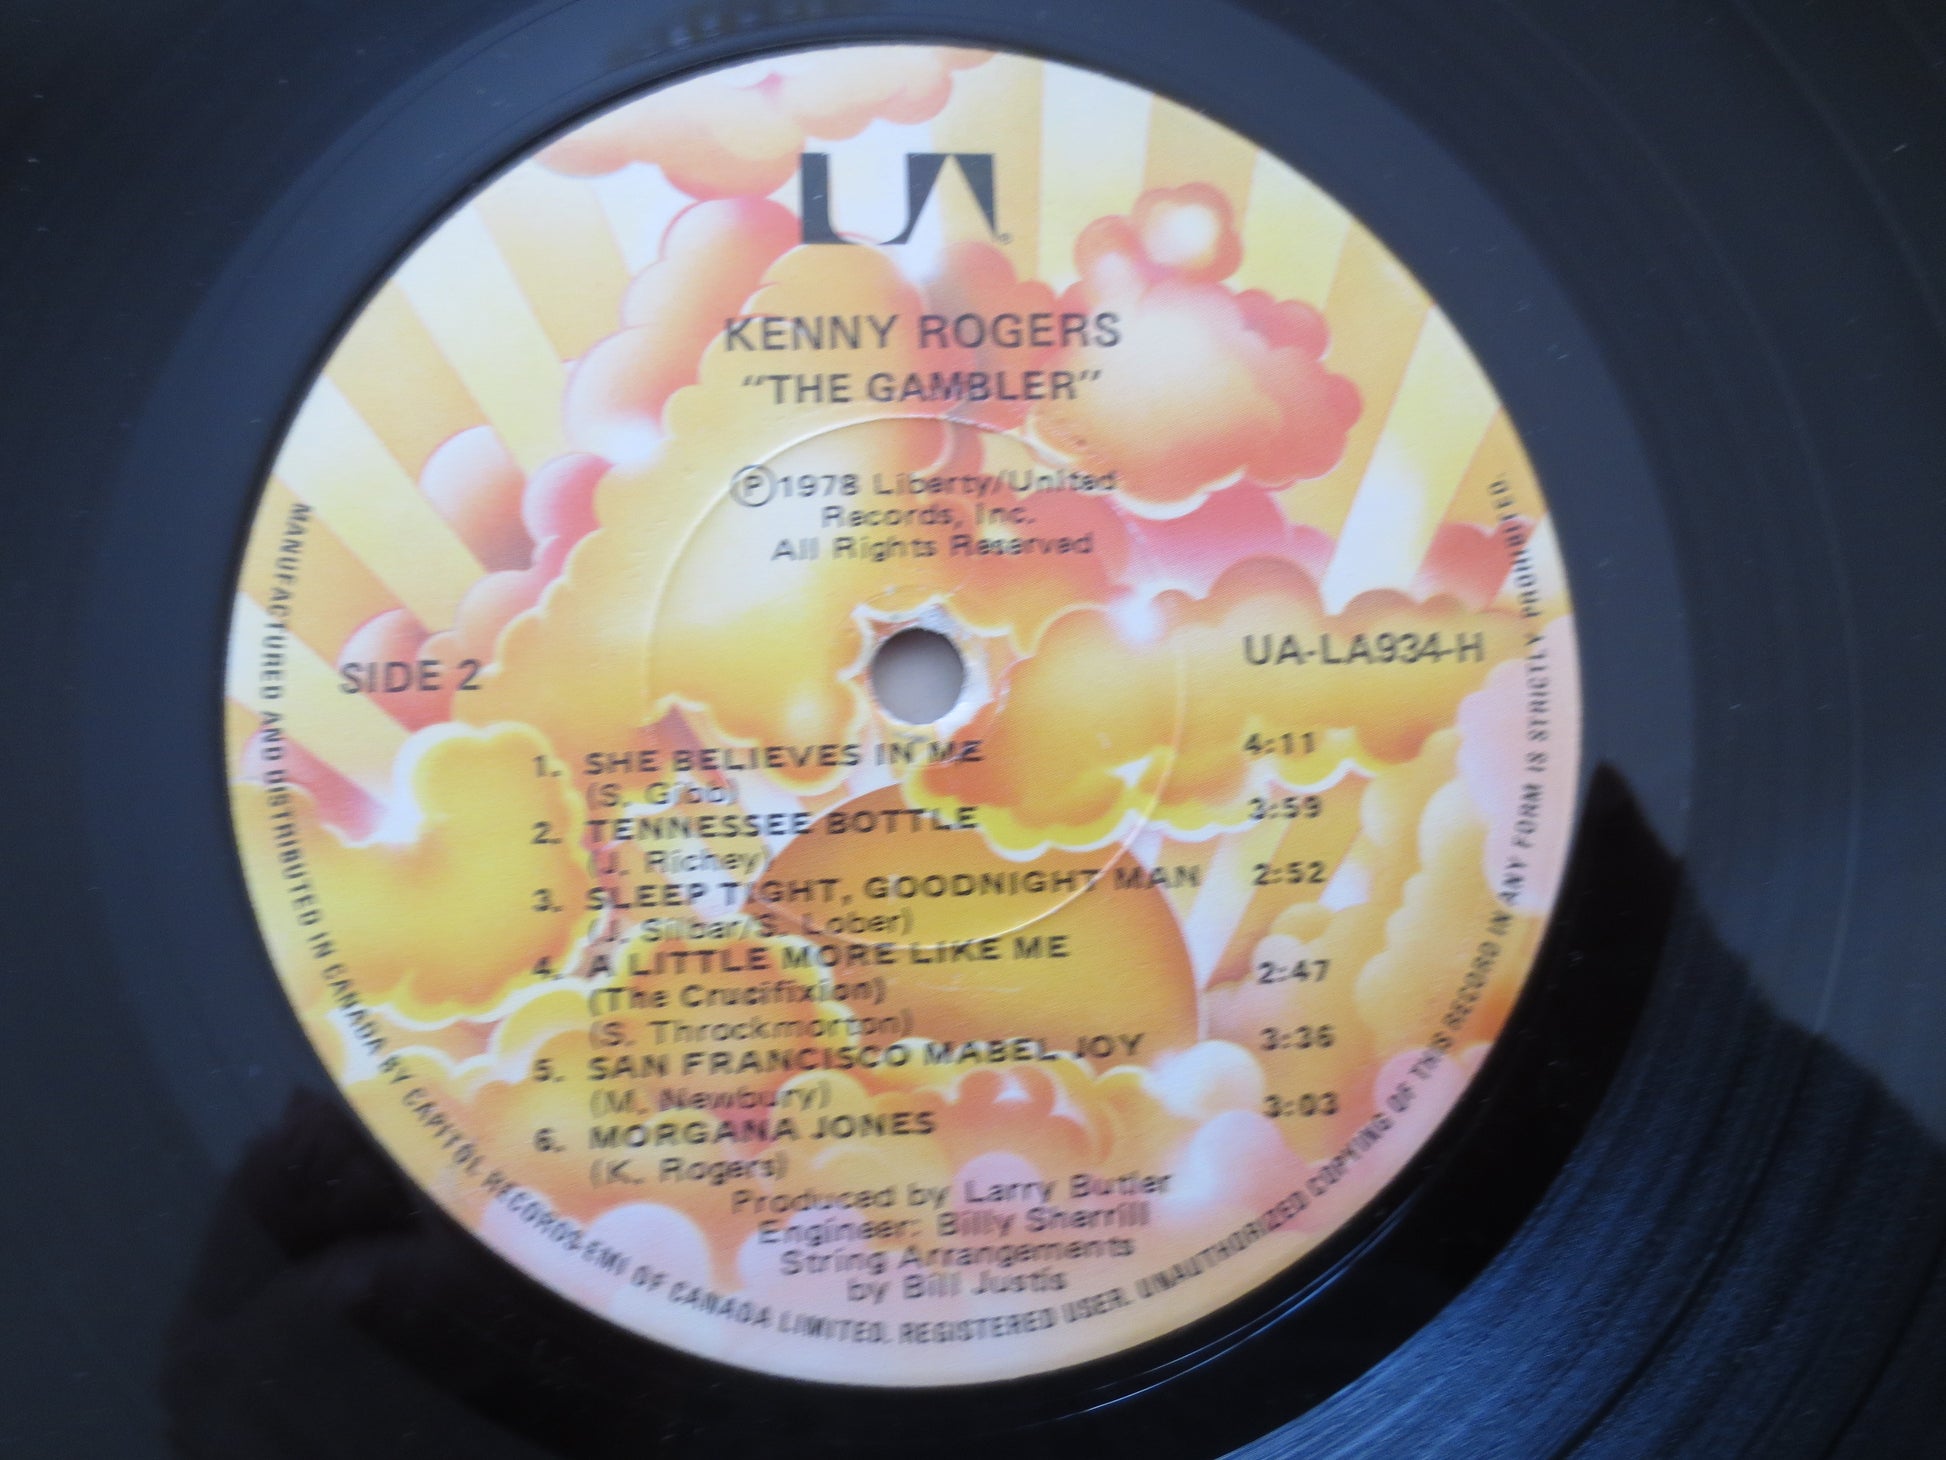 UA®
KENNY ROGERS
"THE GAMBLER"
Ⓟ1978 Liberty/United
Records, Inc.
All Rights Reserved
SIDE 2
UA-LA934-H
1. SHE BELIEVES IN ME 4:11
(S. Gibb)
2. TENNESSEE BOTTLE 3:59
(J. Richey)
3. SLEEP TIGHT, GOODNIGHT MAN 2:52
(J. Silbar/S. Lober)
4. A LITTLE MORE LIKE ME 2:47
(The Crucifixion)
(S. Throckmorton)
5. SAN FRANCISCO MABEL JOY 3:36
(M. Newbury)
6. MORGANA JONES 3:03
(K. Rogers)
Produced by Larry Butler
Engineer: Billy Sherrill
String Arrangements
by Bill Justis
MANUFACTURED AND DISTRIBUTED IN CANADA BY CAPITOL RECORDS-EMI OF CANADA LIMITED. REGISTERED USER. UNAUTHORIZED COPYING OF THIS RECORD IN ANY FORM IS STRICTLY PROHIBITED.